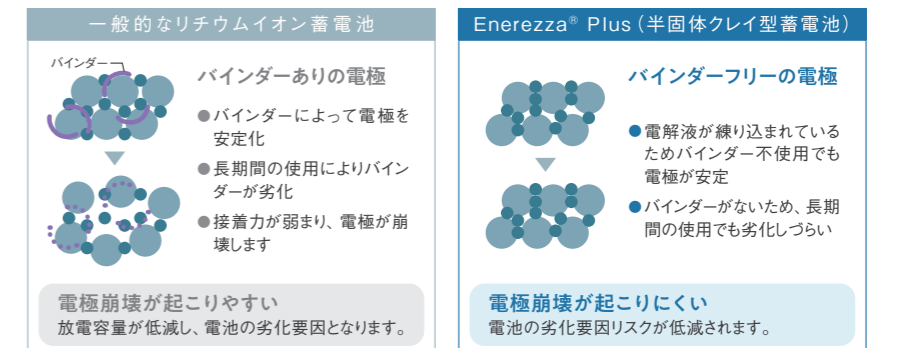 一般的なリチウムイオン蓄電池
バインダー
バインダーありの電極
●バインダーによって電極を
安定化
●長期間の使用によりバイン
ダーが劣化
●接着力が弱まり、電極が崩
壊します
電極崩壊が起こりやすい
放電容量が低減し、電池の劣化要因となります。
Enerezza® Plus（半固体クレイ型蓄電池）
バインダーフリーの電極
●電解液が練り込まれている
ためバインダー不使用でも
電極が安定
●バインダーがないため、長期
間の使用でも劣化しづらい
電極崩壊が起こりにくい
電池の劣化要因リスクが低減されます。